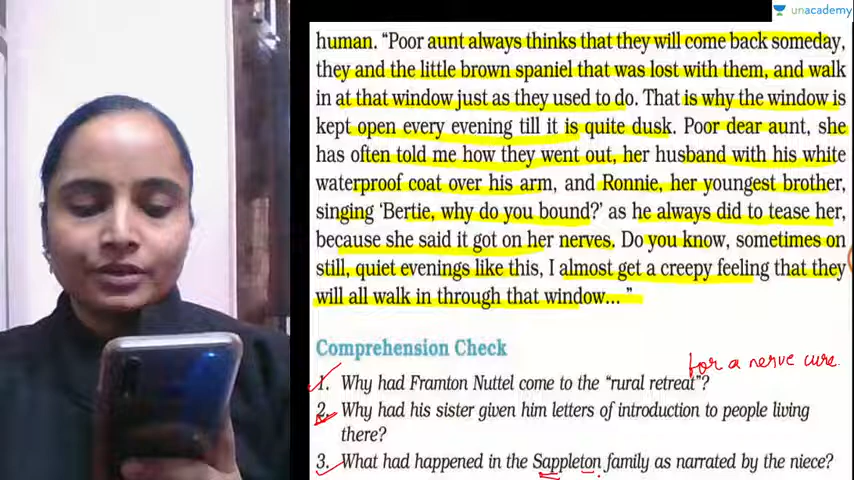 unacademy
human. “Poor aunt always thinks that they will come back someday,
they and the little brown spaniel that was lost with them, and walk
in at that window just as they used to do. That is why the window is
kept open every evening till it is quite dusk. Poor dear aunt, she
has often told me how they went out, her husband with his white
waterproof coat over his arm, and Ronnie, her youngest brother,
singing ‘Bertie, why do you bound?’ as he always did to tease her,
because she said it got on her nerves. Do you know, sometimes on
still, quiet evenings like this, I almost get a creepy feeling that they
will all walk in through that window... ”
Comprehension Check
for a nerve cure
1. Why had Framton Nuttel come to the “rural retreat”?
2. Why had his sister given him letters of introduction to people living
there?
3. What had happened in the Sappleton family as narrated by the niece?